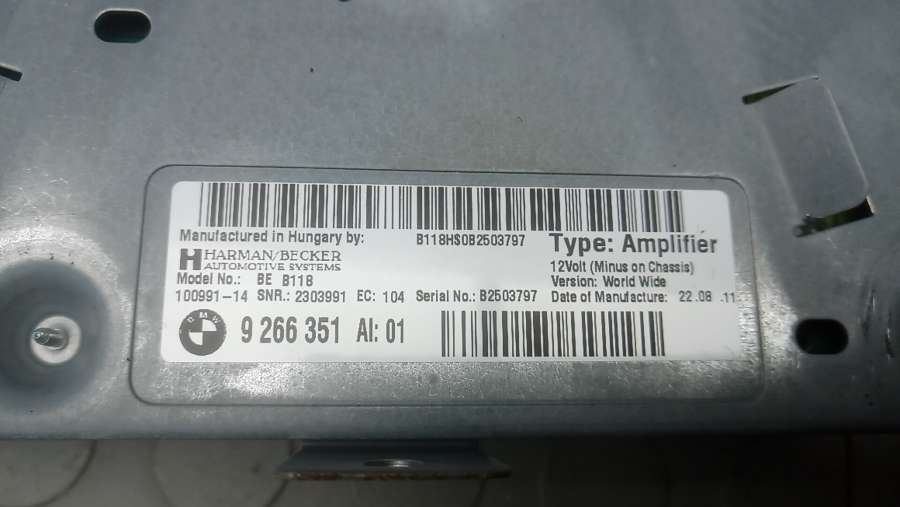 B118HS0B2503797
Manufactured in Hungary by:
Type: Amplifier
HARMAN/BECKER
AUTOMOTIVE SYSTEMS
12Volt (Minus on Chassis)
Model No.: BE B118
Version: World Wide
100991-14 SNR.: 2303991 EC: 104 Serial No.: B2503797 Date of Manufacture: 22.08.11
BMW 9 266 351 AI: 01